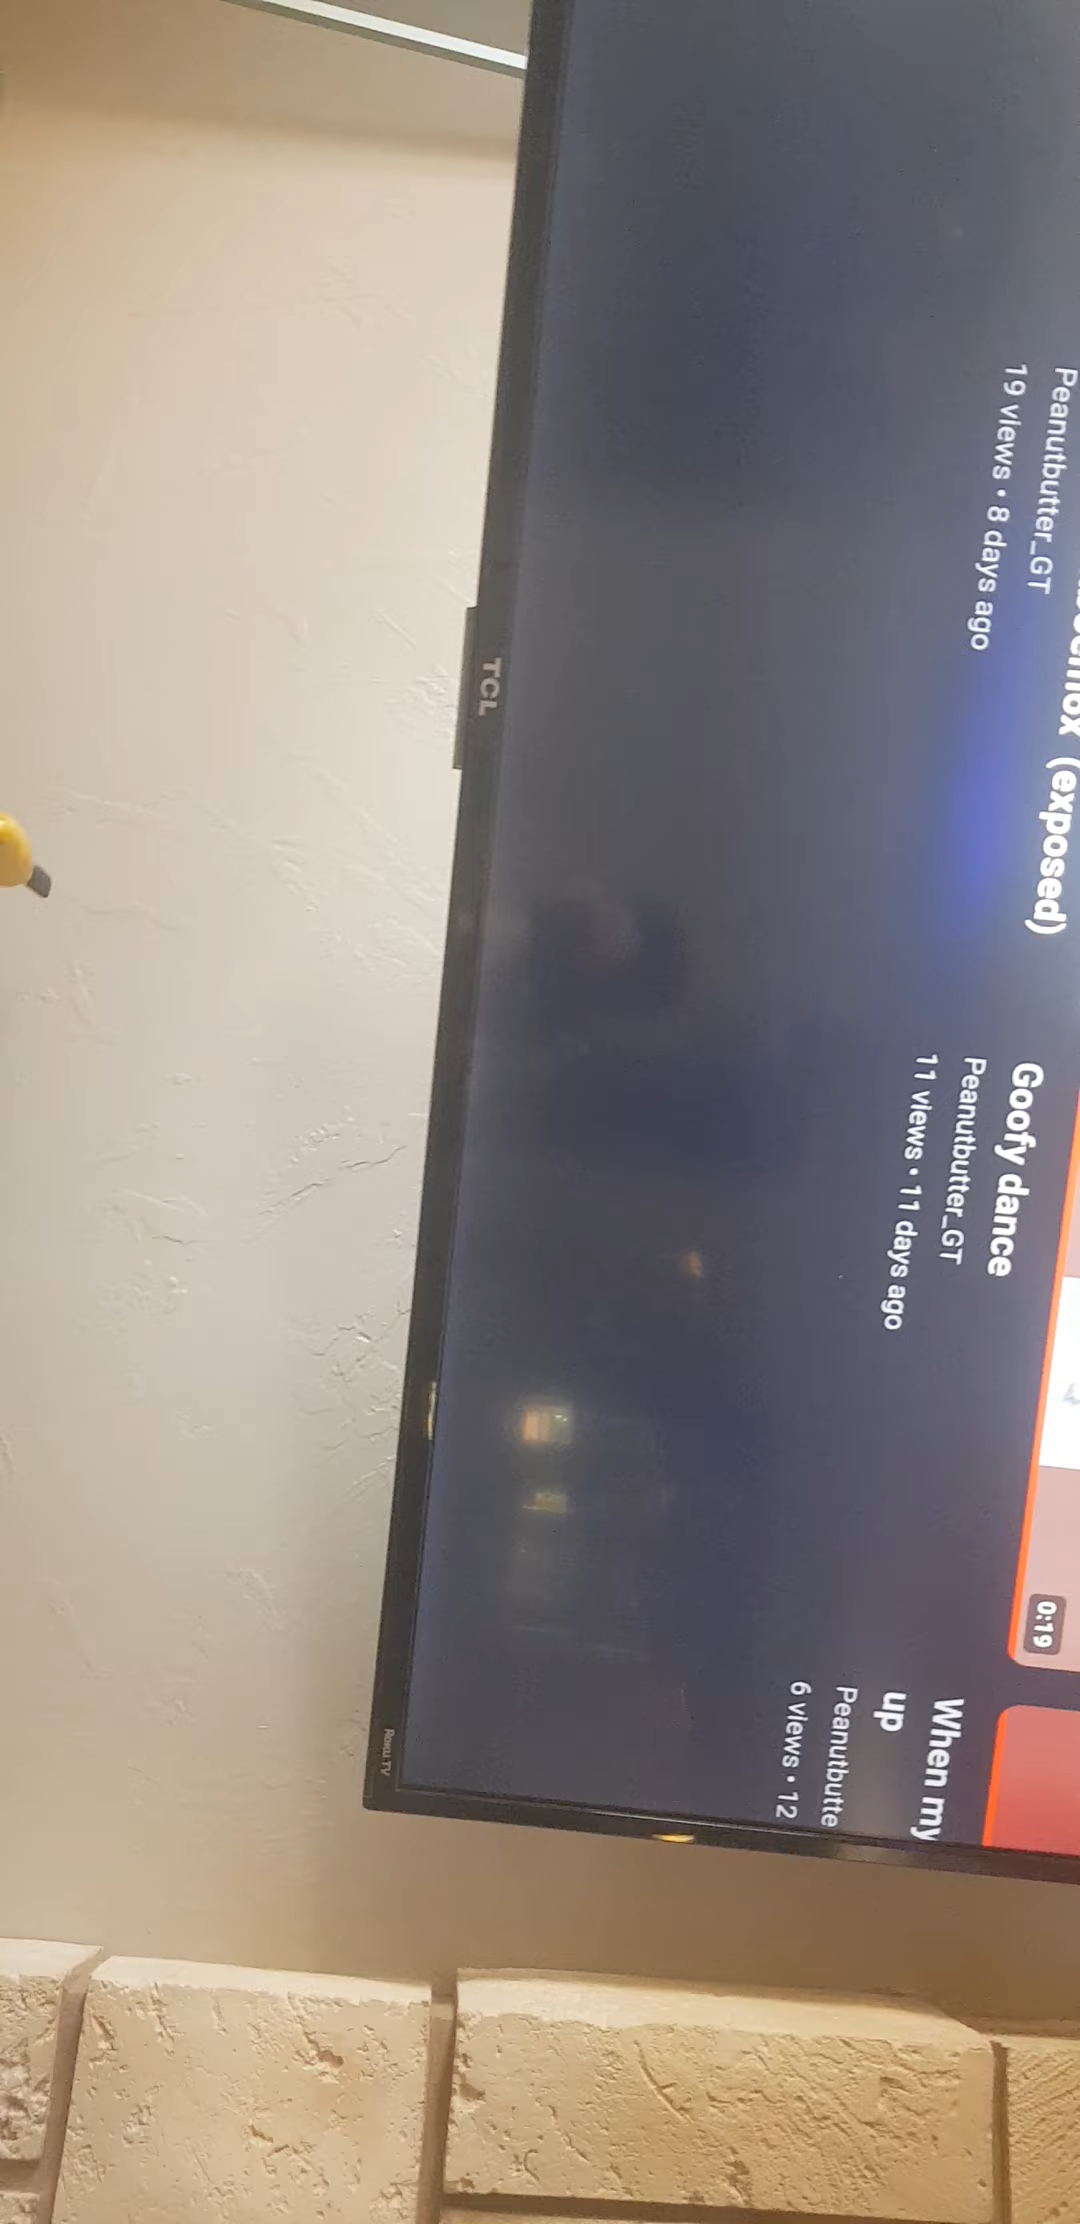 (exposed)
Peanutbutter_GT
19 views • 8 days ago
0:19
Goofy dance
Peanutbutter_GT
11 views • 11 days ago
When my
up
6 views • 12
TCL
Roku TV